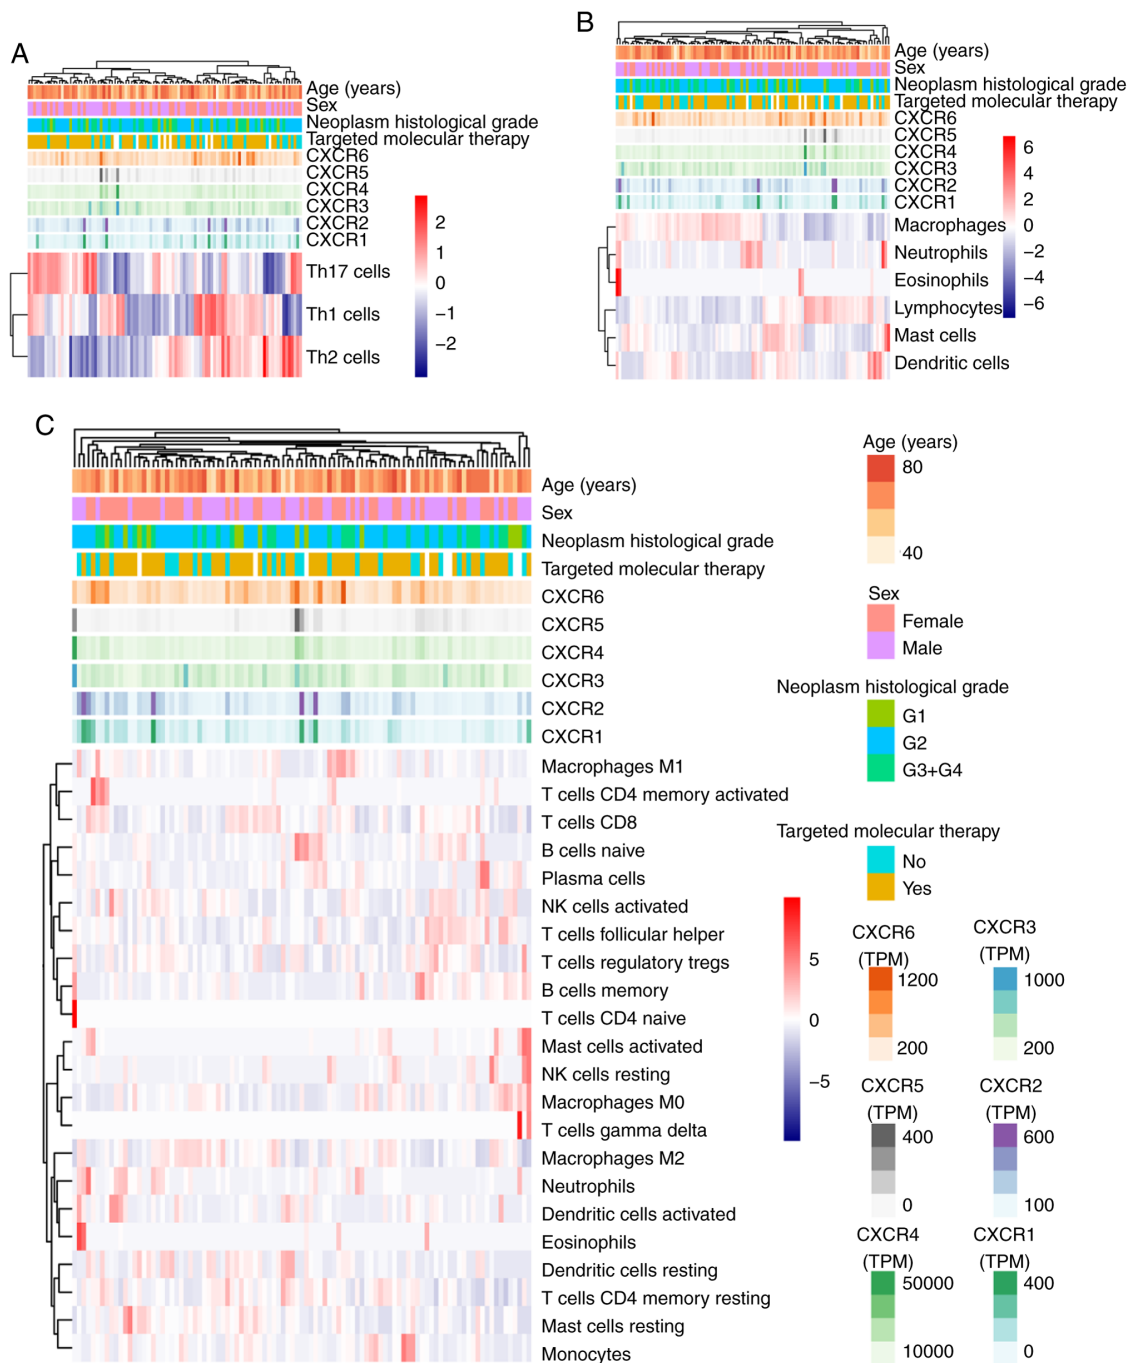 A
Age (years)
Sex
Neoplasm histological grade
Targeted molecular therapy
CXCR6
CXCR5
CXCR4
CXCR3
CXCR2
CXCR1
Th17 cells
Th1 cells
Th2 cells
2
1
0
−1
−2
B
Age (years)
Sex
Neoplasm histological grade
Targeted molecular therapy
CXCR6
CXCR5
CXCR4
CXCR3
CXCR2
CXCR1
Macrophages
Neutrophils
Eosinophils
Lymphocytes
Mast cells
Dendritic cells
6
4
2
0
−2
−4
−6
C
Age (years)
Sex
Neoplasm histological grade
Targeted molecular therapy
CXCR6
CXCR5
CXCR4
CXCR3
CXCR2
CXCR1
Macrophages M1
T cells CD4 memory activated
T cells CD8
B cells naive
Plasma cells
NK cells activated
T cells follicular helper
T cells regulatory tregs
B cells memory
T cells CD4 naive
Mast cells activated
NK cells resting
Macrophages M0
T cells gamma delta
Macrophages M2
Neutrophils
Dendritic cells activated
Eosinophils
Dendritic cells resting
T cells CD4 memory resting
Mast cells resting
Monocytes
5
0
−5
Age (years)
80
40
Sex
Female
Male
Neoplasm histological grade
G1
G2
G3+G4
Targeted molecular therapy
No
Yes
CXCR6
(TPM)
1200
200
CXCR3
(TPM)
1000
200
CXCR5
(TPM)
400
0
CXCR2
(TPM)
600
100
CXCR4
(TPM)
50000
10000
CXCR1
(TPM)
400
0